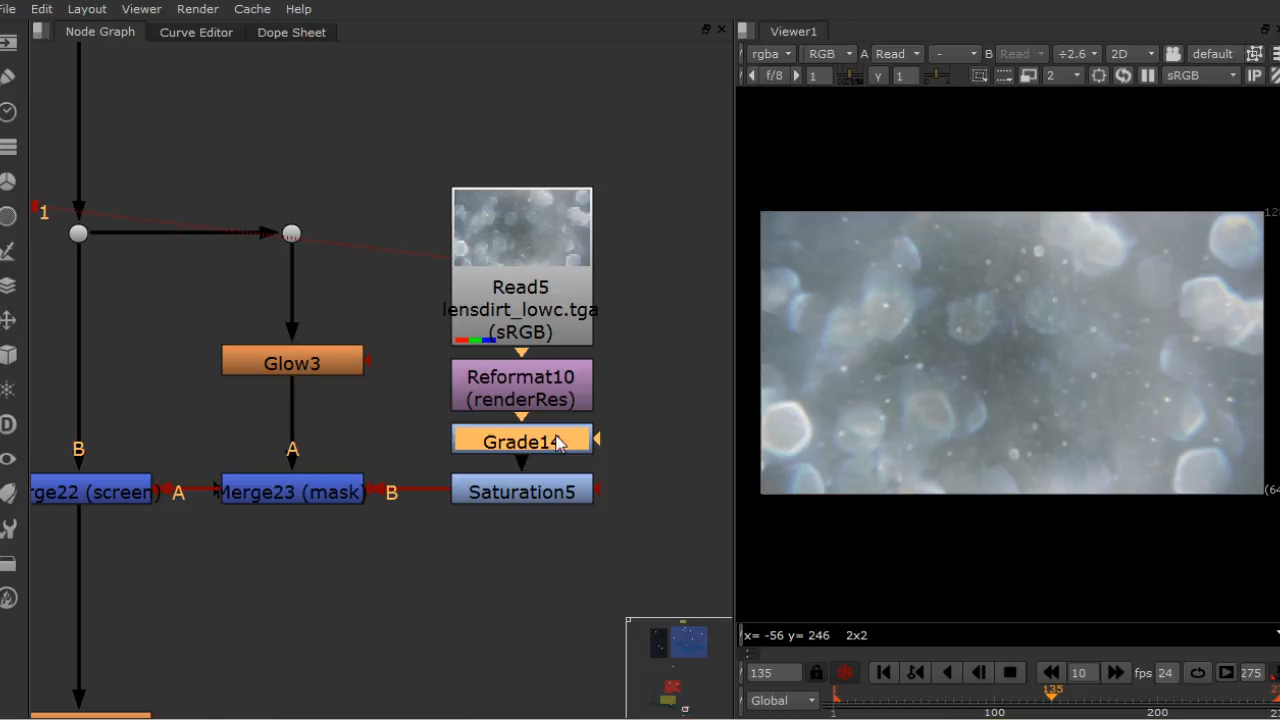 File Edit Layout Viewer Render Cache Help
Node Graph Curve Editor Dope Sheet
Viewer1
rgba RGB A Read - B Read ÷2.6 2D default
f/8 1 γ 1 2 sRGB IP
1
Read5
lensdirt_lowc.tga
(sRGB)
Glow3
Reformat10
(renderRes)
B
A
Grade14
rge22 (screen)
A
Merge23 (mask)
B
Saturation5
x= -56 y= 246 2x2
135 10 fps 24 275
Global
135
1 100 200
D